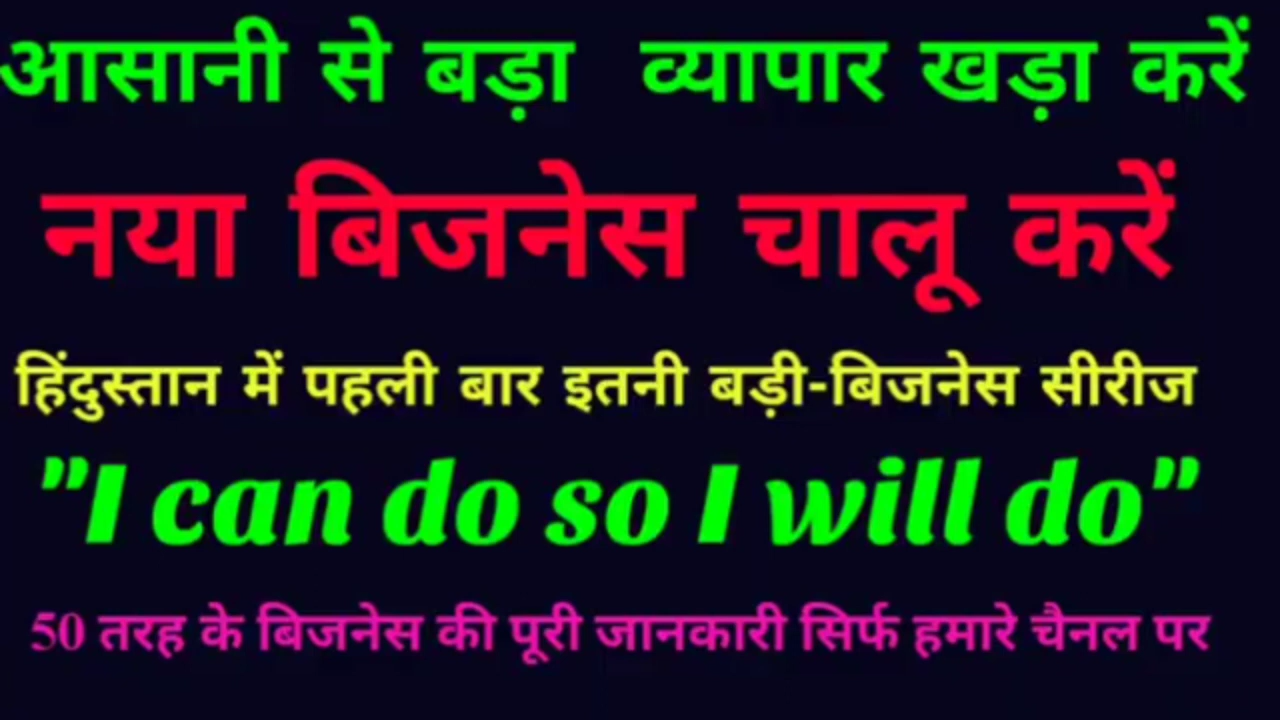 आसानी से बड़ा व्यापार खड़ा करें
नया बिजनेस चालू करें
हिंदुस्तान में पहली बार इतनी बड़ी-बिजनेस सीरीज
"I can do so I will do"
50 तरह के बिजनेस की पूरी जानकारी सिर्फ हमारे चैनल पर